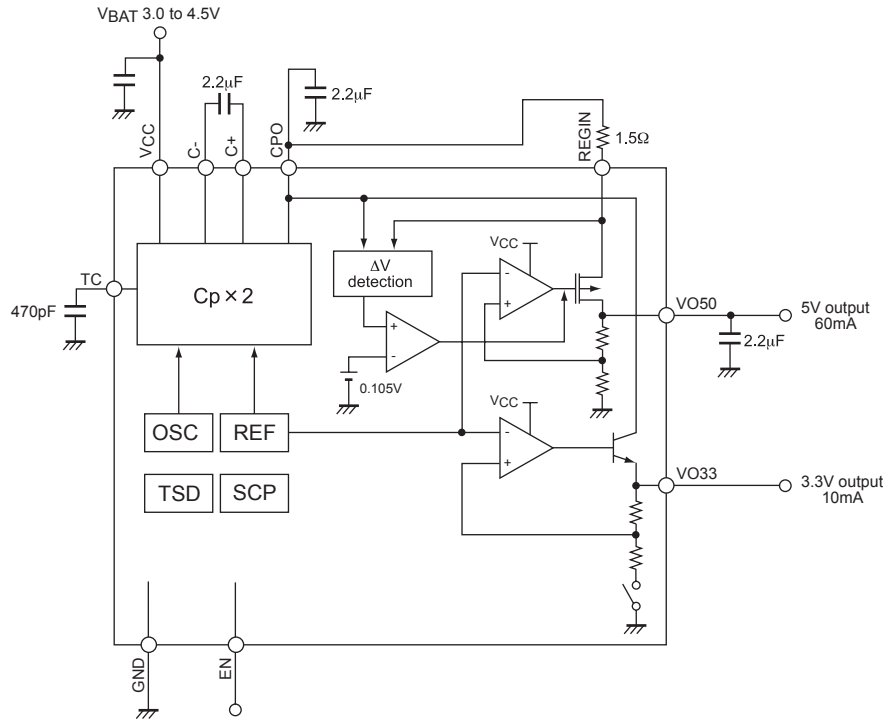 VBAT 3.0 to 4.5V
2.2μF
2.2μF
1.5Ω
VCC
C-
C+
CPO
REGIN
TC
470pF
Cp × 2
ΔV
detection
VCC
-
+
+
-
0.105V
VO50
5V output
60mA
2.2μF
OSC
REF
TSD
SCP
VCC
-
+
VO33
3.3V output
10mA
GND
EN